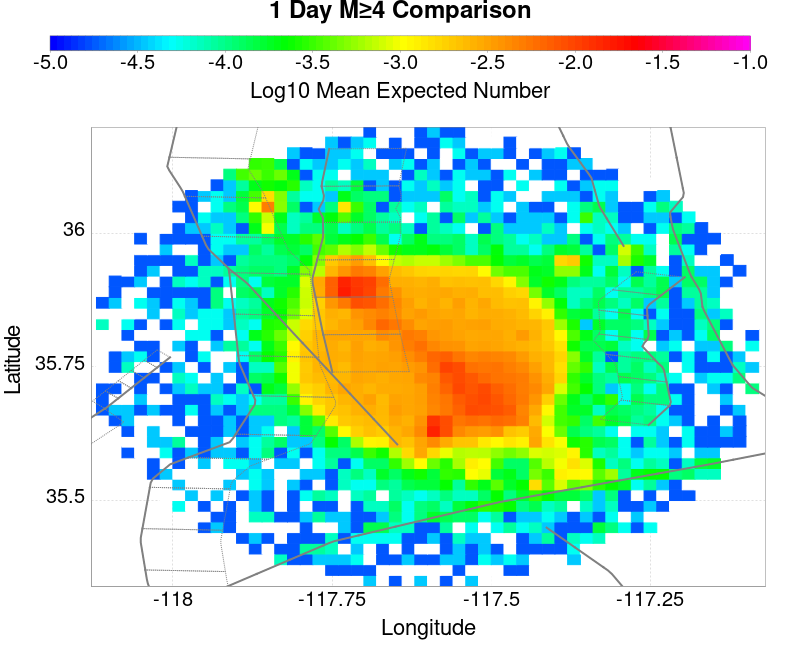 1 Day M≥4 Comparison
-5.0 -4.5 -4.0 -3.5 -3.0 -2.5 -2.0 -1.5 -1.0
Log10 Mean Expected Number
36
35.75
35.5
Latitude
-118 -117.75 -117.5 -117.25
Longitude